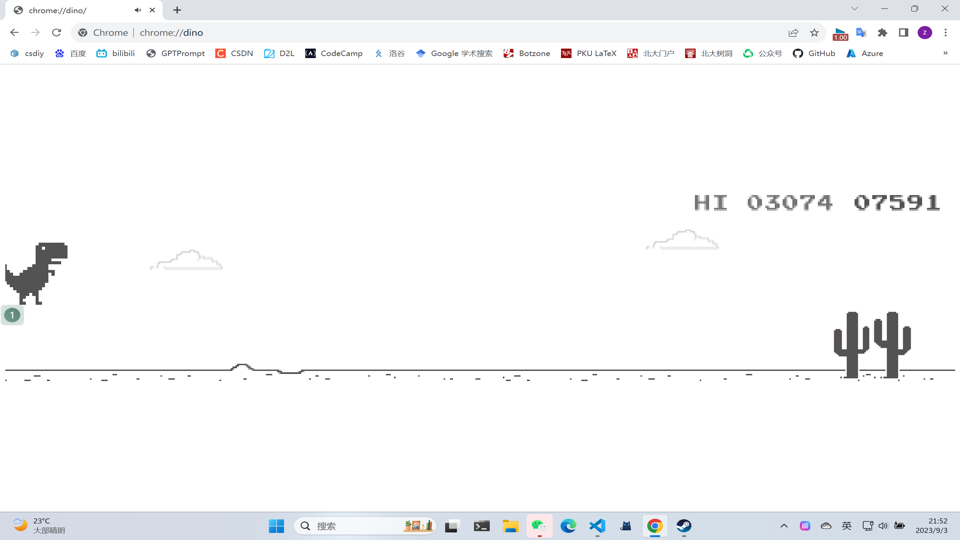 chrome://dino/
Chrome | chrome://dino
1.00
z
csdiy 百度 bilibili GPTPrompt CSDN D2L CodeCamp 洛谷 Google 学术搜索 Botzone PKU LaTeX 北大门户 北大树洞 公众号 GitHub Azure »
HI 03074 07591
1
23°C
大部晴朗
搜索
英
21:52
2023/9/3